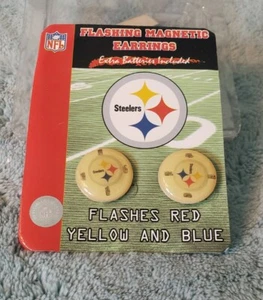 NFL
FLASHING MAGNETIC
EARRINGS
Extra Batteries Included
Steelers
FLASHES RED
YELLOW AND BLUE